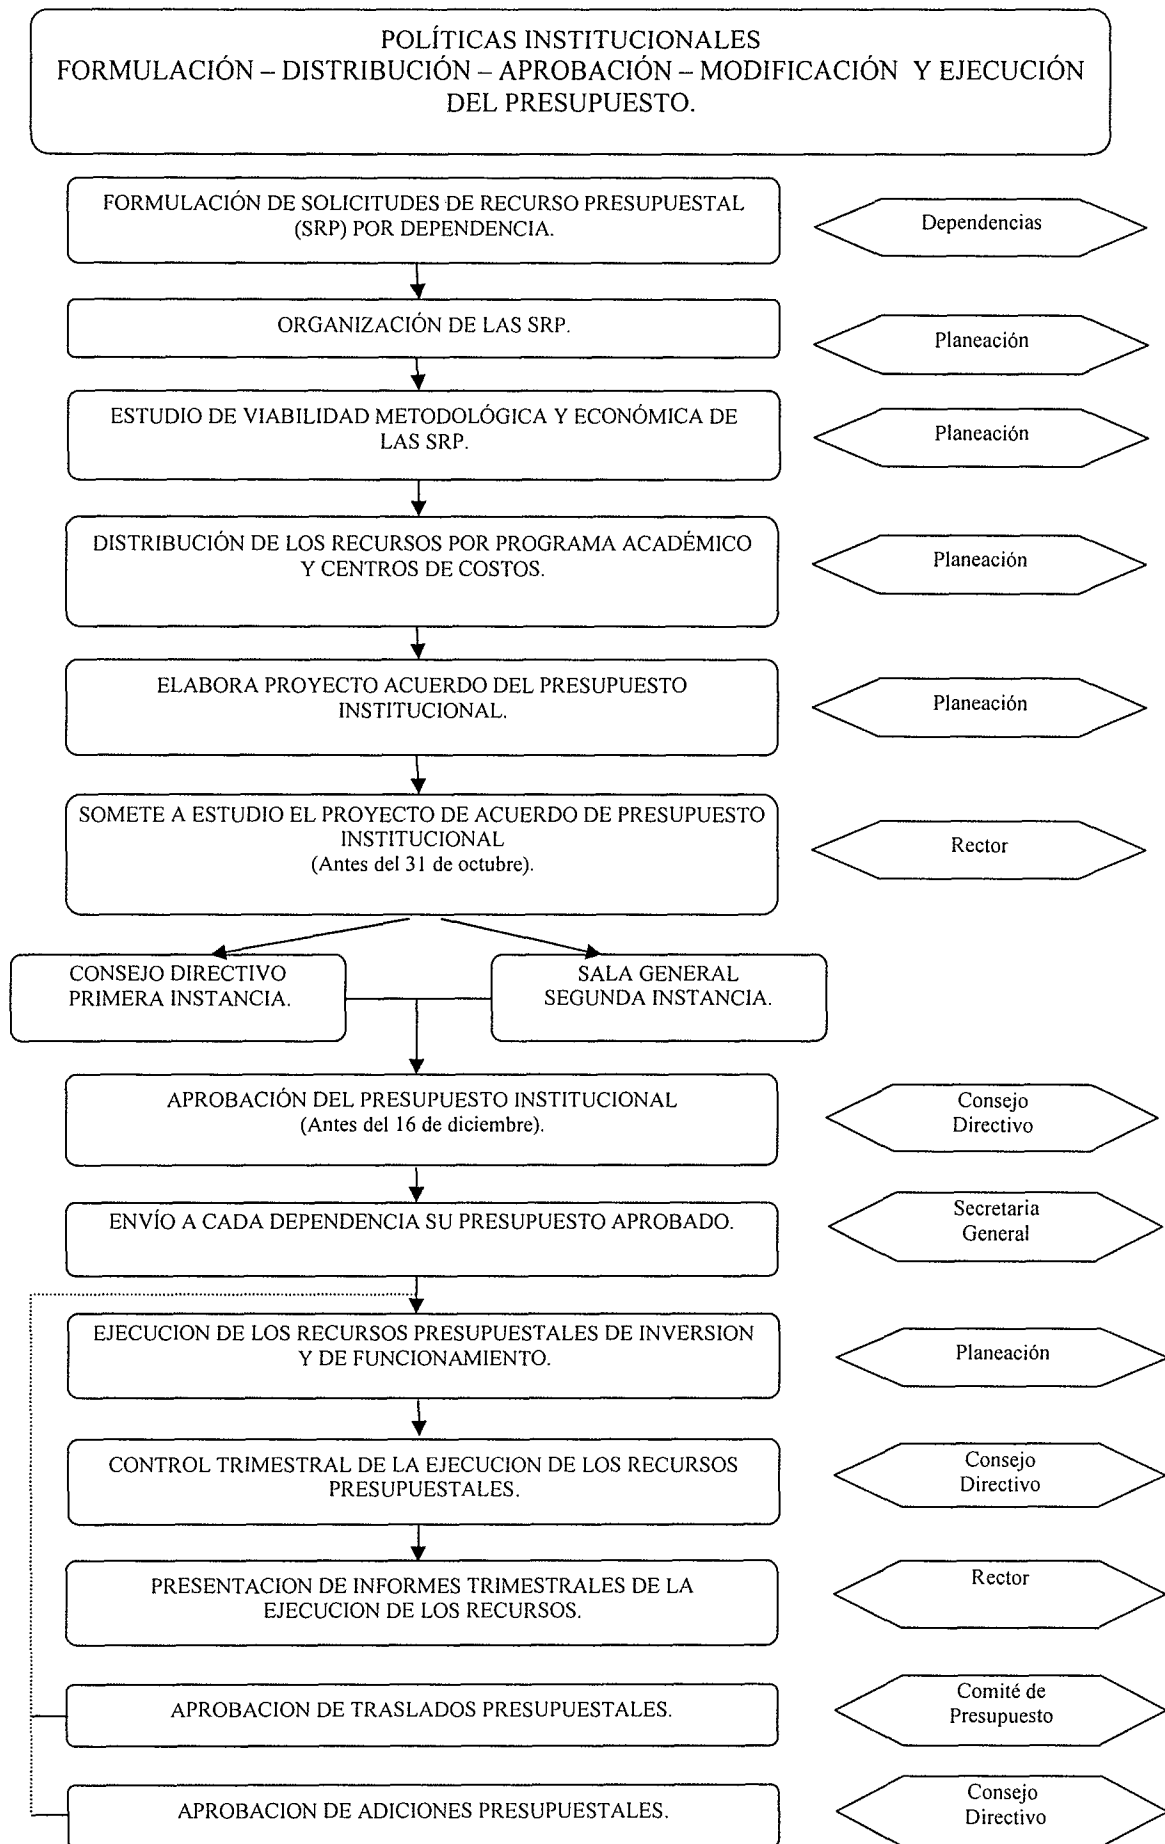 POLÍTICAS INSTITUCIONALES
FORMULACIÓN – DISTRIBUCIÓN – APROBACIÓN – MODIFICACIÓN Y EJECUCIÓN
DEL PRESUPUESTO.
FORMULACIÓN DE SOLICITUDES DE RECURSO PRESUPUESTAL
(SRP) POR DEPENDENCIA.
Dependencias
ORGANIZACIÓN DE LAS SRP.
Planeación
ESTUDIO DE VIABILIDAD METODOLÓGICA Y ECONÓMICA DE
LAS SRP.
Planeación
DISTRIBUCIÓN DE LOS RECURSOS POR PROGRAMA ACADÉMICO
Y CENTROS DE COSTOS.
Planeación
ELABORA PROYECTO ACUERDO DEL PRESUPUESTO
INSTITUCIONAL.
Planeación
SOMETE A ESTUDIO EL PROYECTO DE ACUERDO DE PRESUPUESTO
INSTITUCIONAL
(Antes del 31 de octubre).
Rector
CONSEJO DIRECTIVO
PRIMERA INSTANCIA.
SALA GENERAL
SEGUNDA INSTANCIA.
APROBACIÓN DEL PRESUPUESTO INSTITUCIONAL
(Antes del 16 de diciembre).
Consejo
Directivo
ENVÍO A CADA DEPENDENCIA SU PRESUPUESTO APROBADO.
Secretaria
General
EJECUCION DE LOS RECURSOS PRESUPUESTALES DE INVERSION
Y DE FUNCIONAMIENTO.
Planeación
CONTROL TRIMESTRAL DE LA EJECUCION DE LOS RECURSOS
PRESUPUESTALES.
Consejo
Directivo
PRESENTACION DE INFORMES TRIMESTRALES DE LA
EJECUCION DE LOS RECURSOS.
Rector
APROBACION DE TRASLADOS PRESUPUESTALES.
Comité de
Presupuesto
APROBACION DE ADICIONES PRESUPUESTALES.
Consejo
Directivo